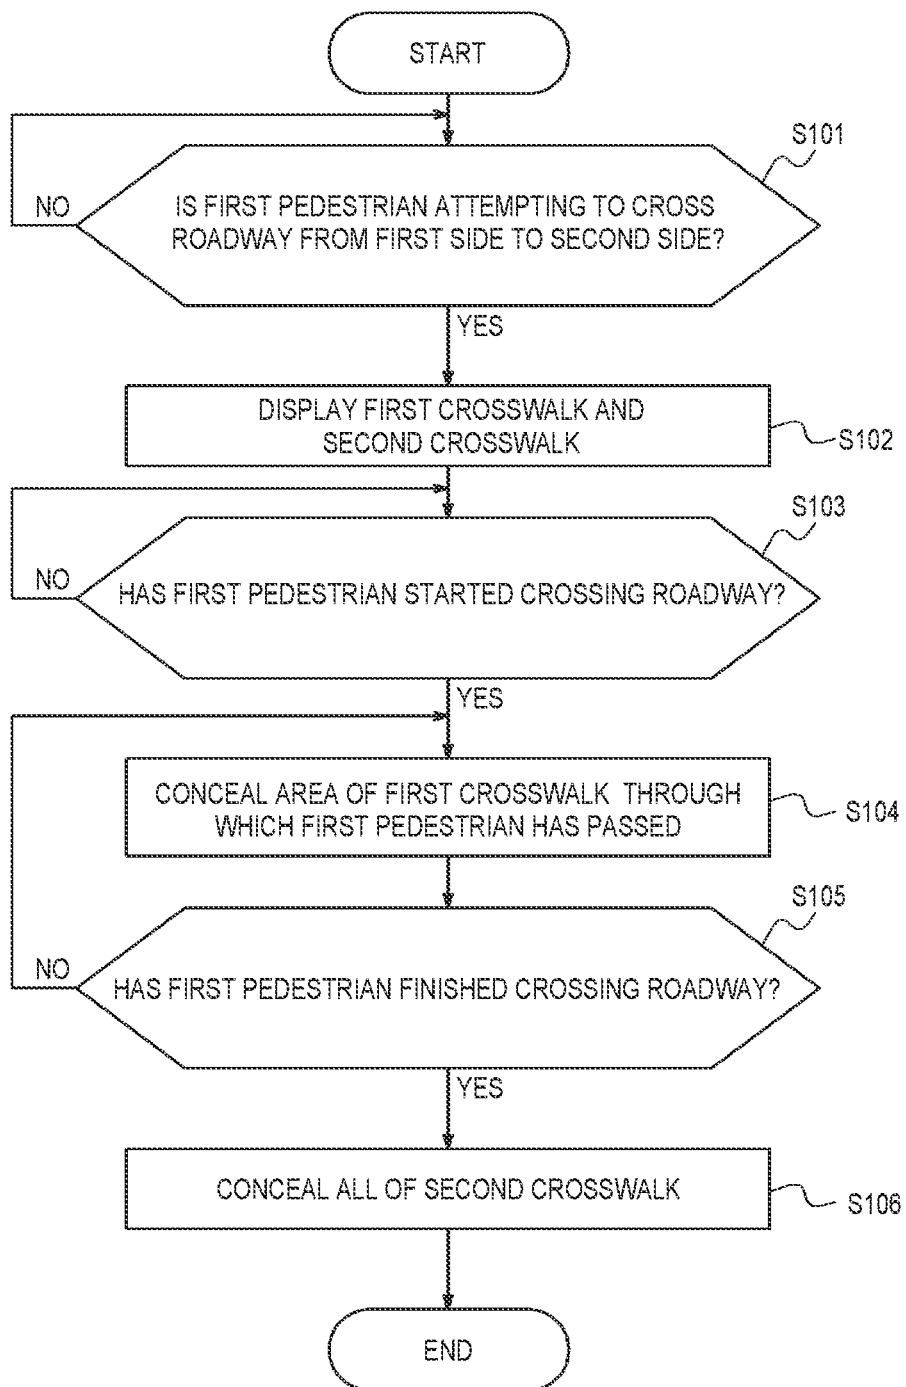 START
S101
NO
IS FIRST PEDESTRIAN ATTEMPTING TO CROSS
ROADWAY FROM FIRST SIDE TO SECOND SIDE?
YES
DISPLAY FIRST CROSSWALK AND
SECOND CROSSWALK
S102
S103
NO
HAS FIRST PEDESTRIAN STARTED CROSSING ROADWAY?
YES
CONCEAL AREA OF FIRST CROSSWALK THROUGH
WHICH FIRST PEDESTRIAN HAS PASSED
S104
S105
NO
HAS FIRST PEDESTRIAN FINISHED CROSSING ROADWAY?
YES
CONCEAL ALL OF SECOND CROSSWALK
S106
END